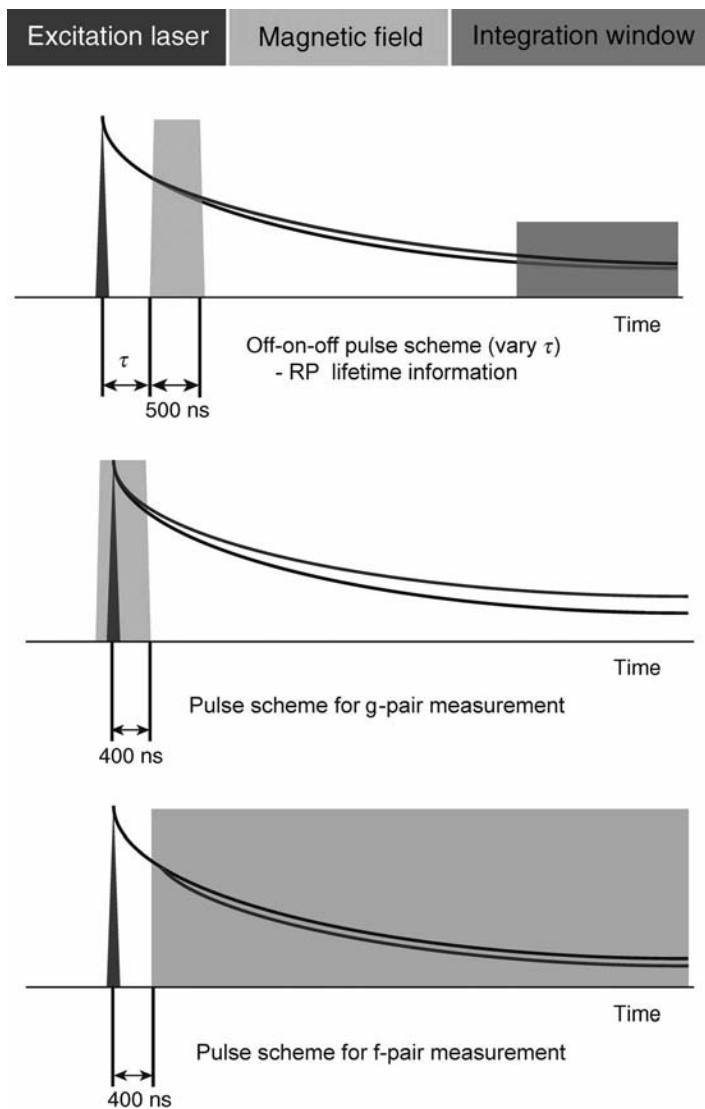 Excitation laser
Magnetic field
Integration window
Time
τ
Off-on-off pulse scheme (vary τ)
- RP lifetime information
500 ns
Time
Pulse scheme for g-pair measurement
400 ns
Time
Pulse scheme for f-pair measurement
400 ns